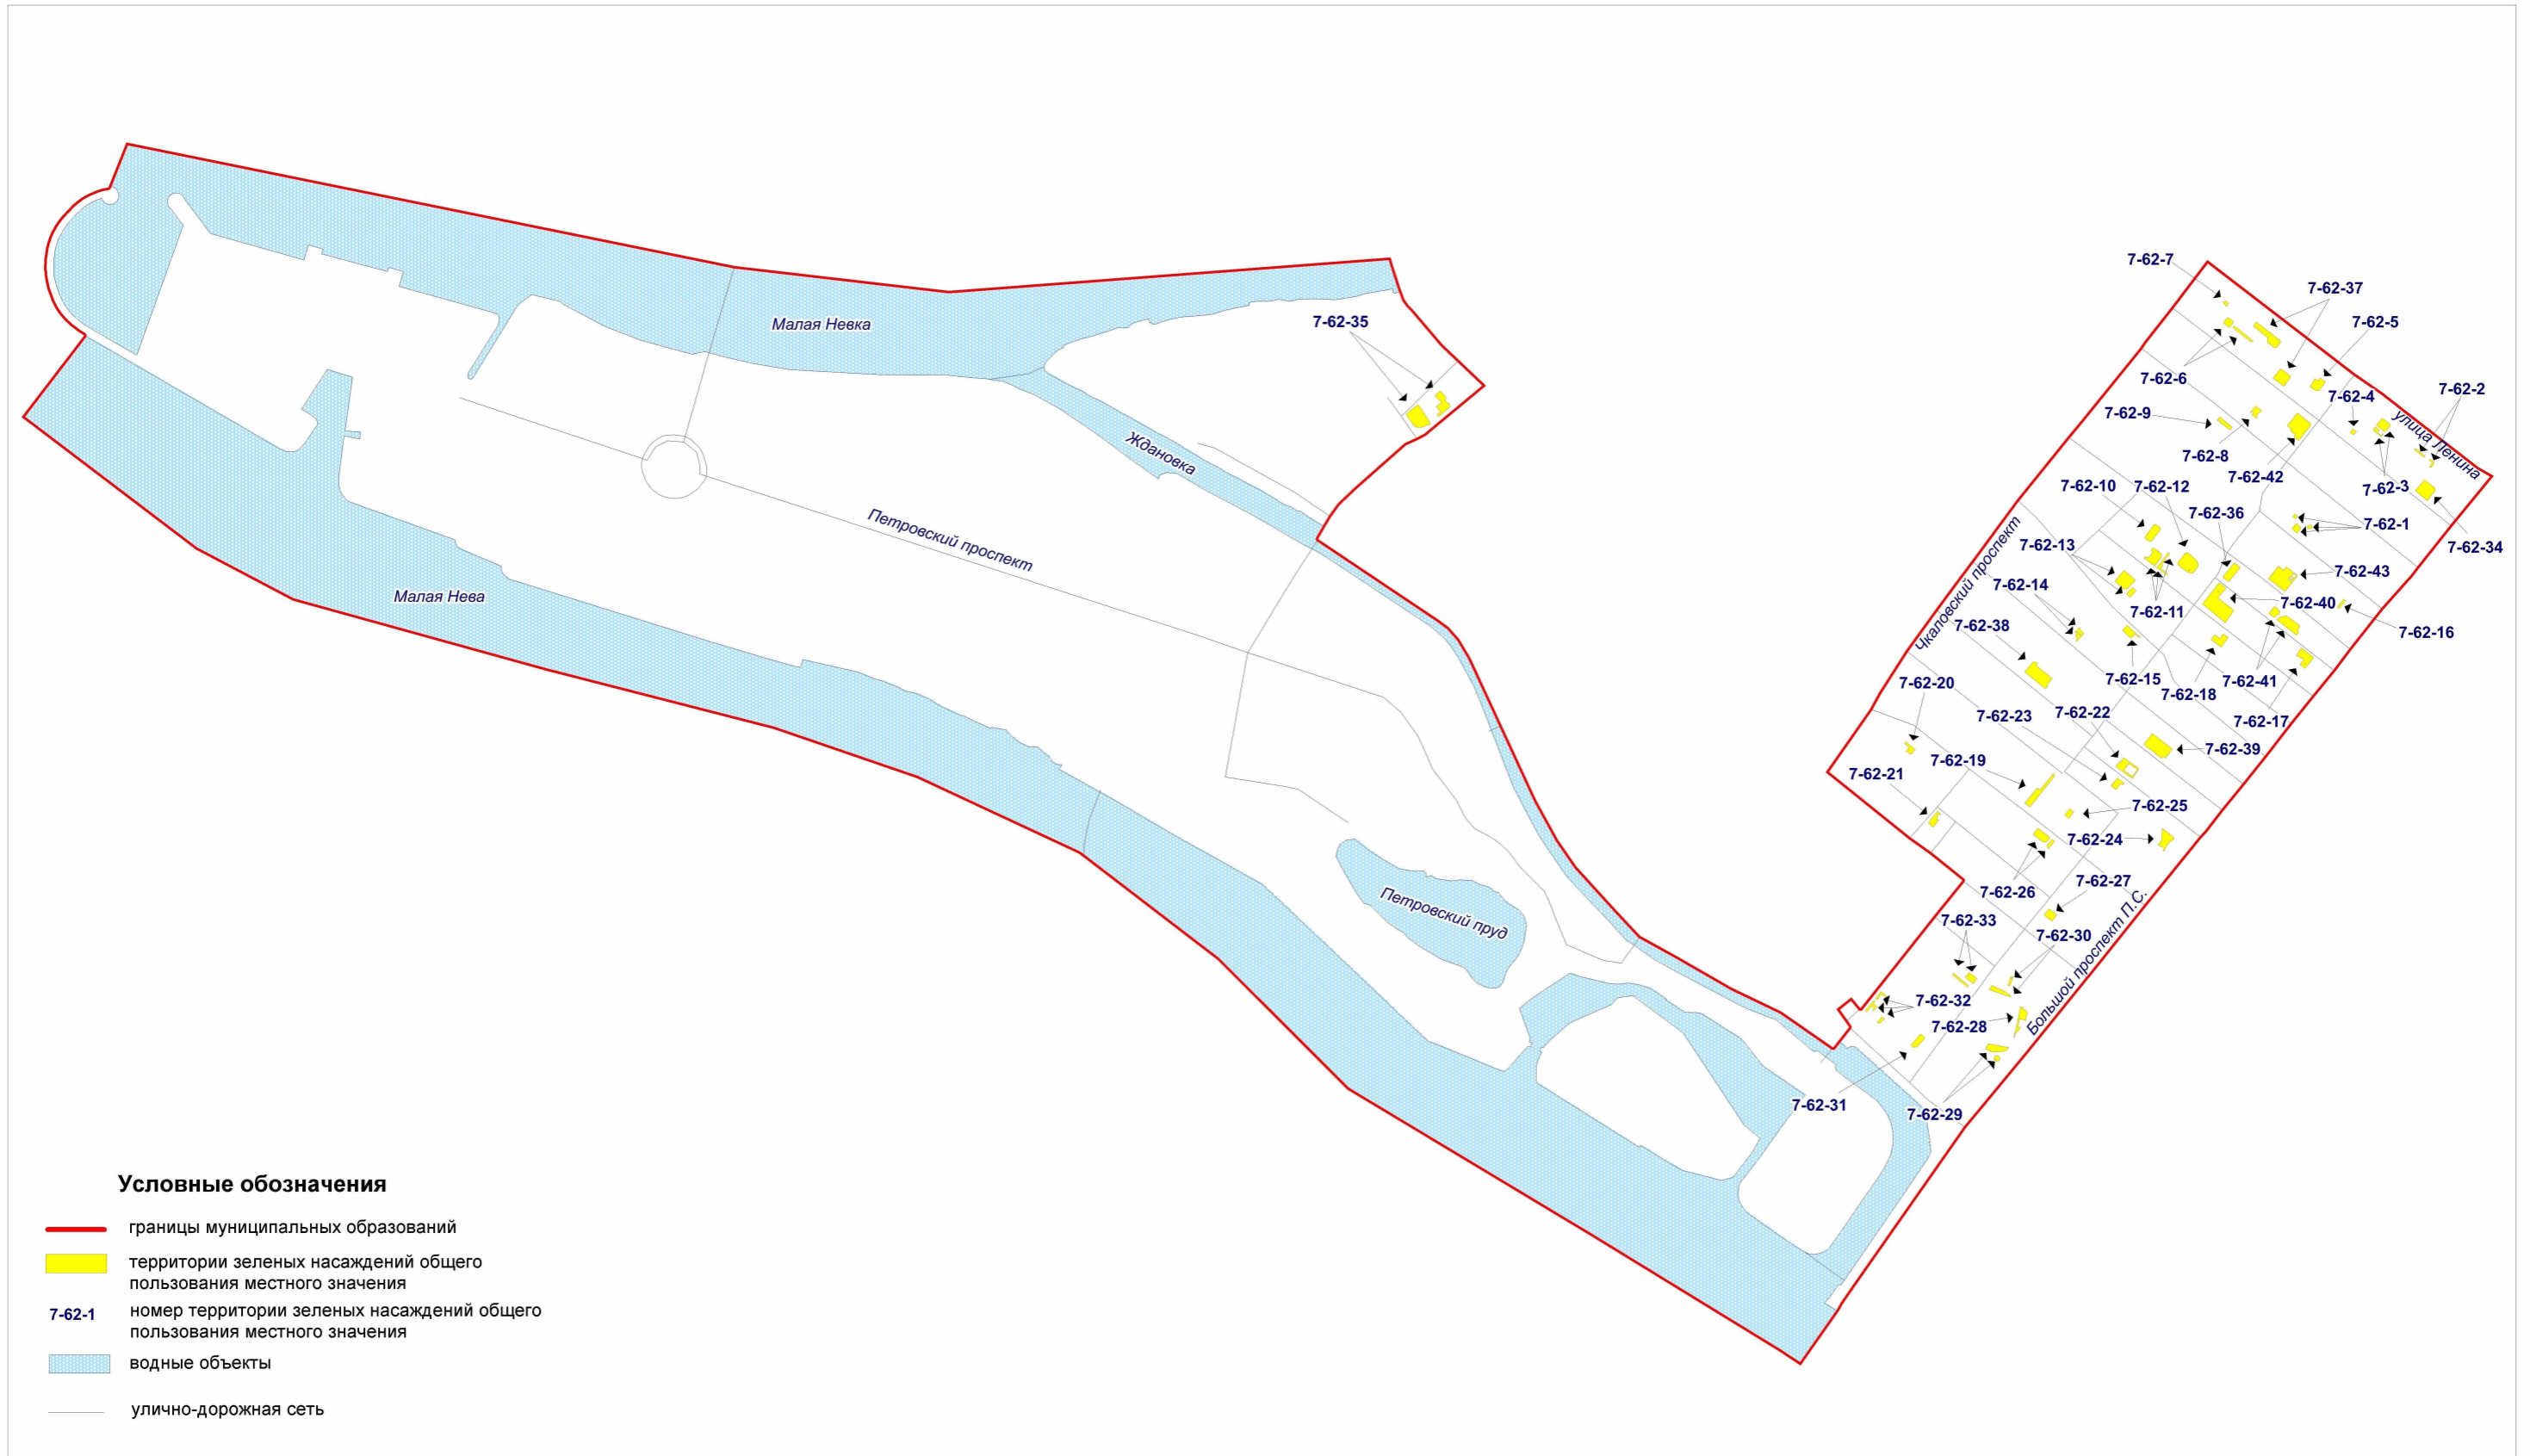 7-62-7
7-62-37
7-62-5
Малая Невка
7-62-35
7-62-6
7-62-4
7-62-2
7-62-9
улица Ленина
Ждановка
7-62-8
7-62-42
7-62-3
7-62-10
7-62-12
7-62-36
7-62-1
Петровский проспект
7-62-13
7-62-34
Чкаловский проспект
7-62-43
7-62-14
Малая Нева
7-62-40
7-62-11
7-62-38
7-62-16
7-62-15
7-62-41
7-62-20
7-62-18
7-62-23
7-62-22
7-62-17
7-62-39
7-62-19
7-62-21
7-62-25
7-62-24
7-62-27
7-62-26
Петровский пруд
7-62-33
7-62-30
Большой проспект П.С.
7-62-32
7-62-28
7-62-31
7-62-29
Условные обозначения
границы муниципальных образований
территории зеленых насаждений общего
пользования местного значения
7-62-1 номер территории зеленых насаждений общего
пользования местного значения
водные объекты
улично-дорожная сеть